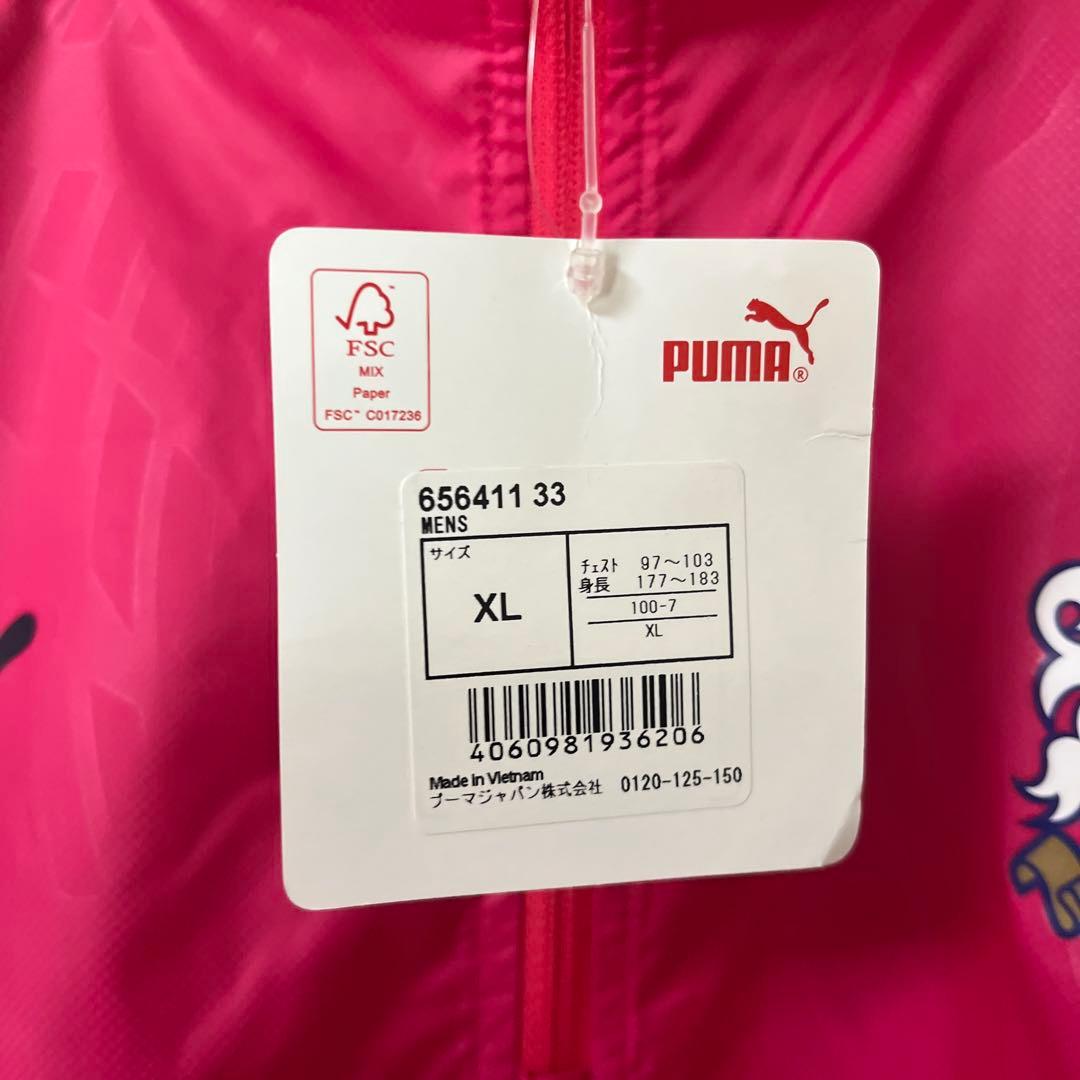 FSC
MIX
Paper
FSC™ C017236
PUMA®
656411 33
MENS
サイズ
XL
チェスト 97～103
身長 177～183
100-7
XL
4060981936206
Made in Vietnam
プーマジャパン株式会社 0120-125-150